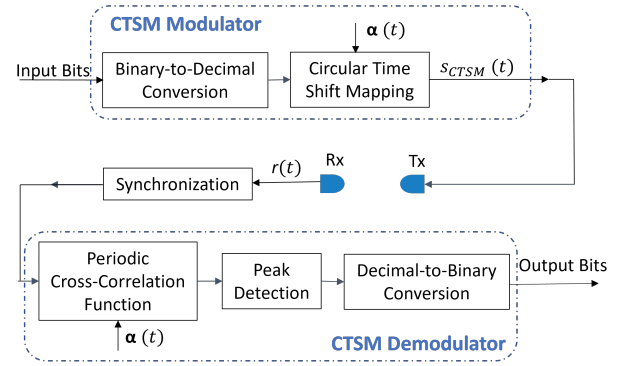 CTSM Modulator
α (t)
Input Bits
Binary-to-Decimal
Conversion
Circular Time
Shift Mapping
s_CTSM (t)
Rx
Tx
r(t)
Synchronization
Periodic
Cross-Correlation
Function
Peak
Detection
Decimal-to-Binary
Conversion
Output Bits
α (t)
CTSM Demodulator